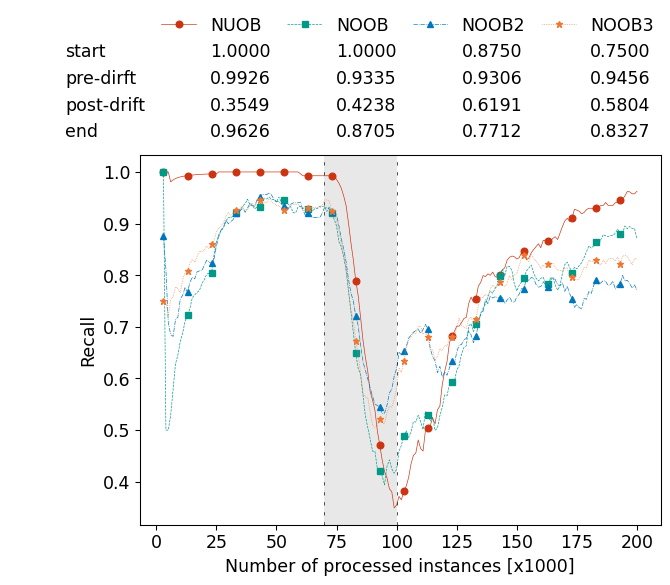 NUOB NOOB NOOB2 NOOB3
start 1.0000 1.0000 0.8750 0.7500
pre-dirft 0.9926 0.9335 0.9306 0.9456
post-drift 0.3549 0.4238 0.6191 0.5804
end 0.9626 0.8705 0.7712 0.8327
1.0
0.9
0.8
0.7
0.6
0.5
0.4
Recall
0 25 50 75 100 125 150 175 200
Number of processed instances [x1000]